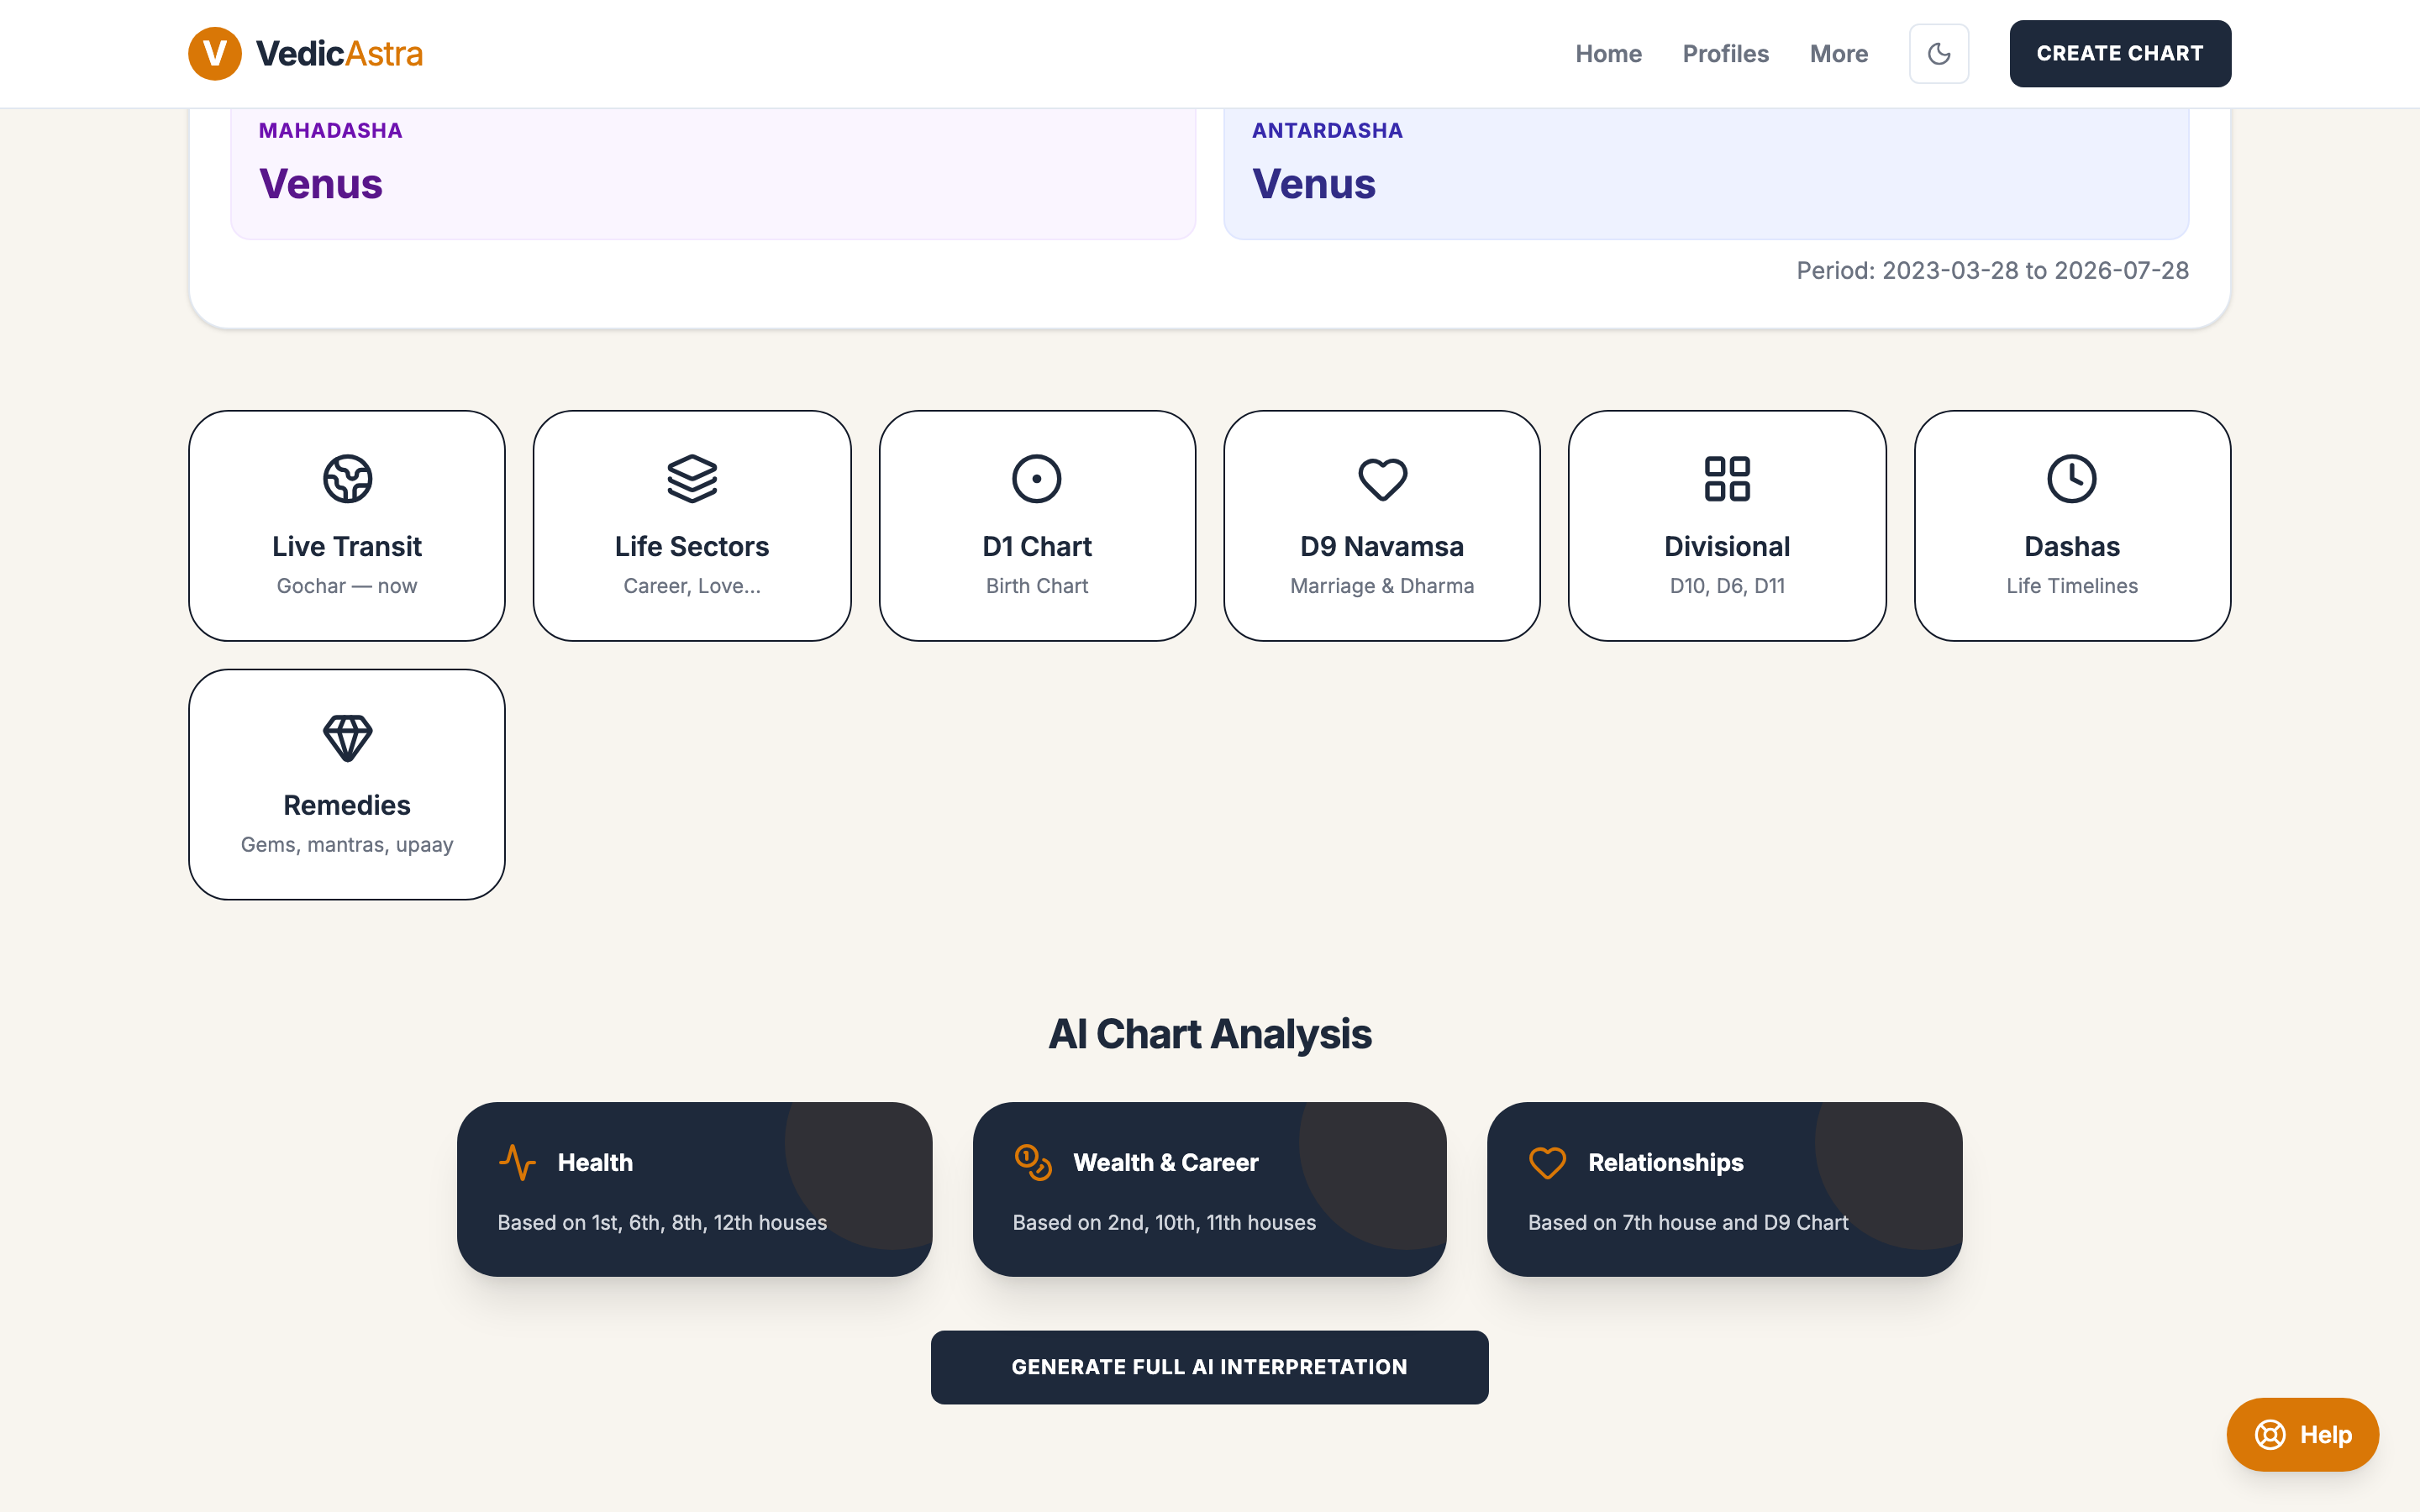 V VedicAstra
Home Profiles More CREATE CHART
MAHADASHA
Venus
ANTARDASHA
Venus
Period: 2023-03-28 to 2026-07-28
Live Transit
Gochar — now
Life Sectors
Career, Love...
D1 Chart
Birth Chart
D9 Navamsa
Marriage & Dharma
Divisional
D10, D6, D11
Dashas
Life Timelines
Remedies
Gems, mantras, upaay
AI Chart Analysis
Health
Based on 1st, 6th, 8th, 12th houses
Wealth & Career
Based on 2nd, 10th, 11th houses
Relationships
Based on 7th house and D9 Chart
GENERATE FULL AI INTERPRETATION
Help